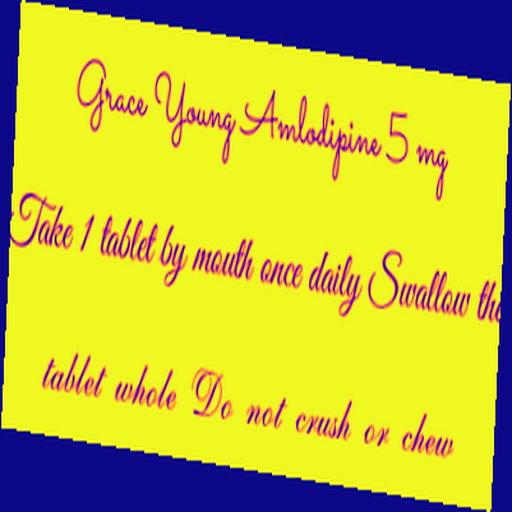 Grace Young Amlodipine 5 mg
Take 1 tablet by mouth once daily Swallow the
tablet whole Do not crush or chew